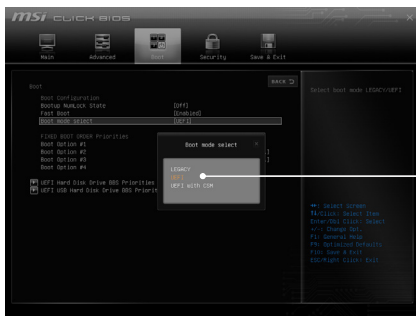 msi CLICK BIOS
Main
Advanced
Boot
Security
Save & Exit
BACK
Boot
Select boot mode LEGACY/UEFI
Boot Configuration
Bootup NumLock State [Off]
Fast Boot [Enabled]
Boot mode select [UEFI]
FIXED BOOT ORDER Priorities
Boot Option #1
Boot Option #2
Boot Option #3
Boot Option #4
UEFI Hard Disk Drive BBS Priorities
UEFI USB Hard Disk Drive BBS Priorit
Boot mode select
LEGACY
UEFI
UEFI with CSM
: Select Screen
/Click: Select Item
Enter/Dbl Click: Select
+/-: Change Opt.
F1: General Help
F9: Optimized Defaults
F10: Save & Exit
ESC/Right Click: Exit